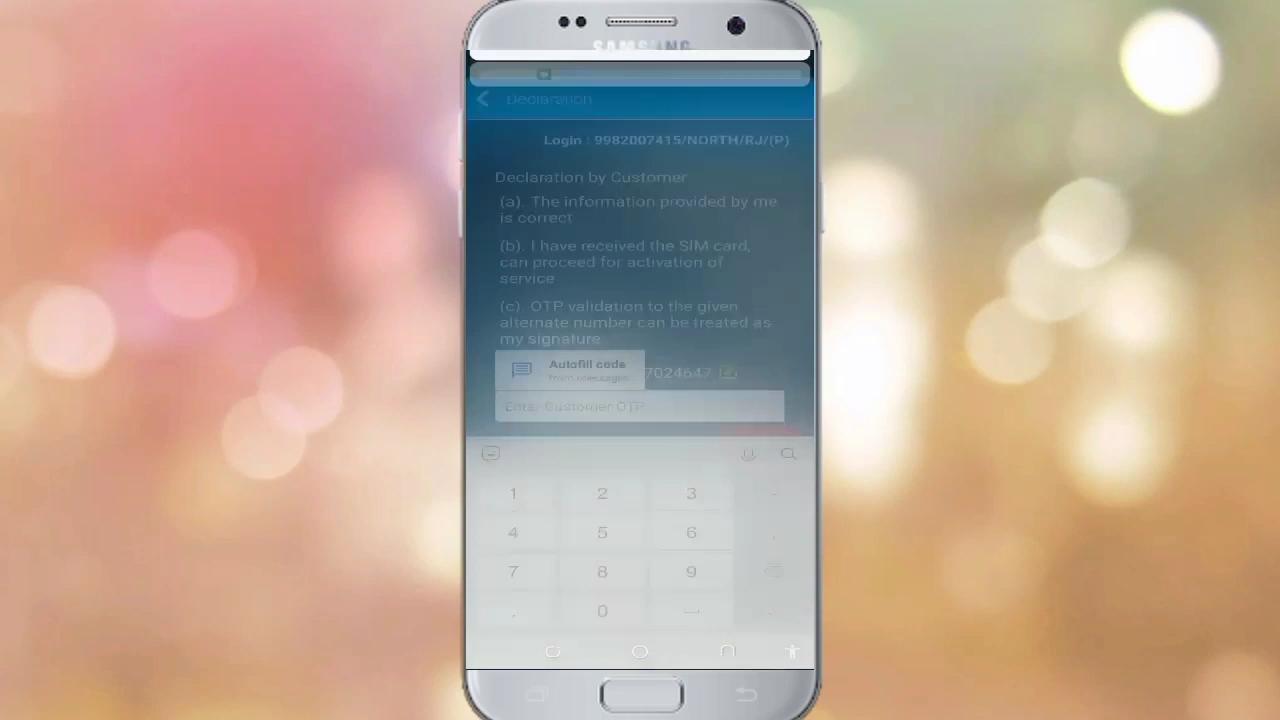 SAMSUNG
Declaration
Login : 9982007415/NORTH/RJ/(P)
Declaration by Customer
(a). The information provided by me
is correct
(b). I have received the SIM card,
can proceed for activation of
service
(c). OTP validation to the given
alternate number can be treated as
my signature
Autofill code
from messages
7024647
Enter Customer OTP
1 2 3 -
4 5 6 .
7 8 9
, 0